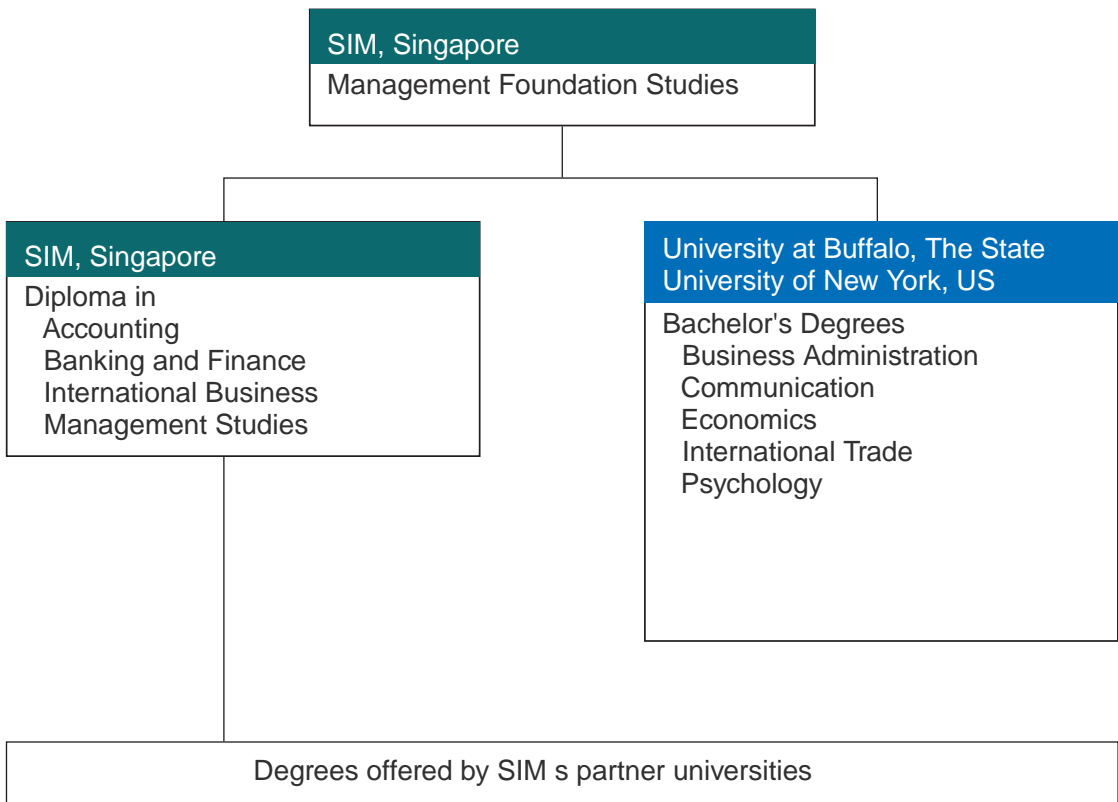 SIM, Singapore
Management Foundation Studies
SIM, Singapore
Diploma in
Accounting
Banking and Finance
International Business
Management Studies
University at Buffalo, The State
University of New York, US
Bachelor's Degrees
Business Administration
Communication
Economics
International Trade
Psychology
Degrees offered by SIM s partner universities